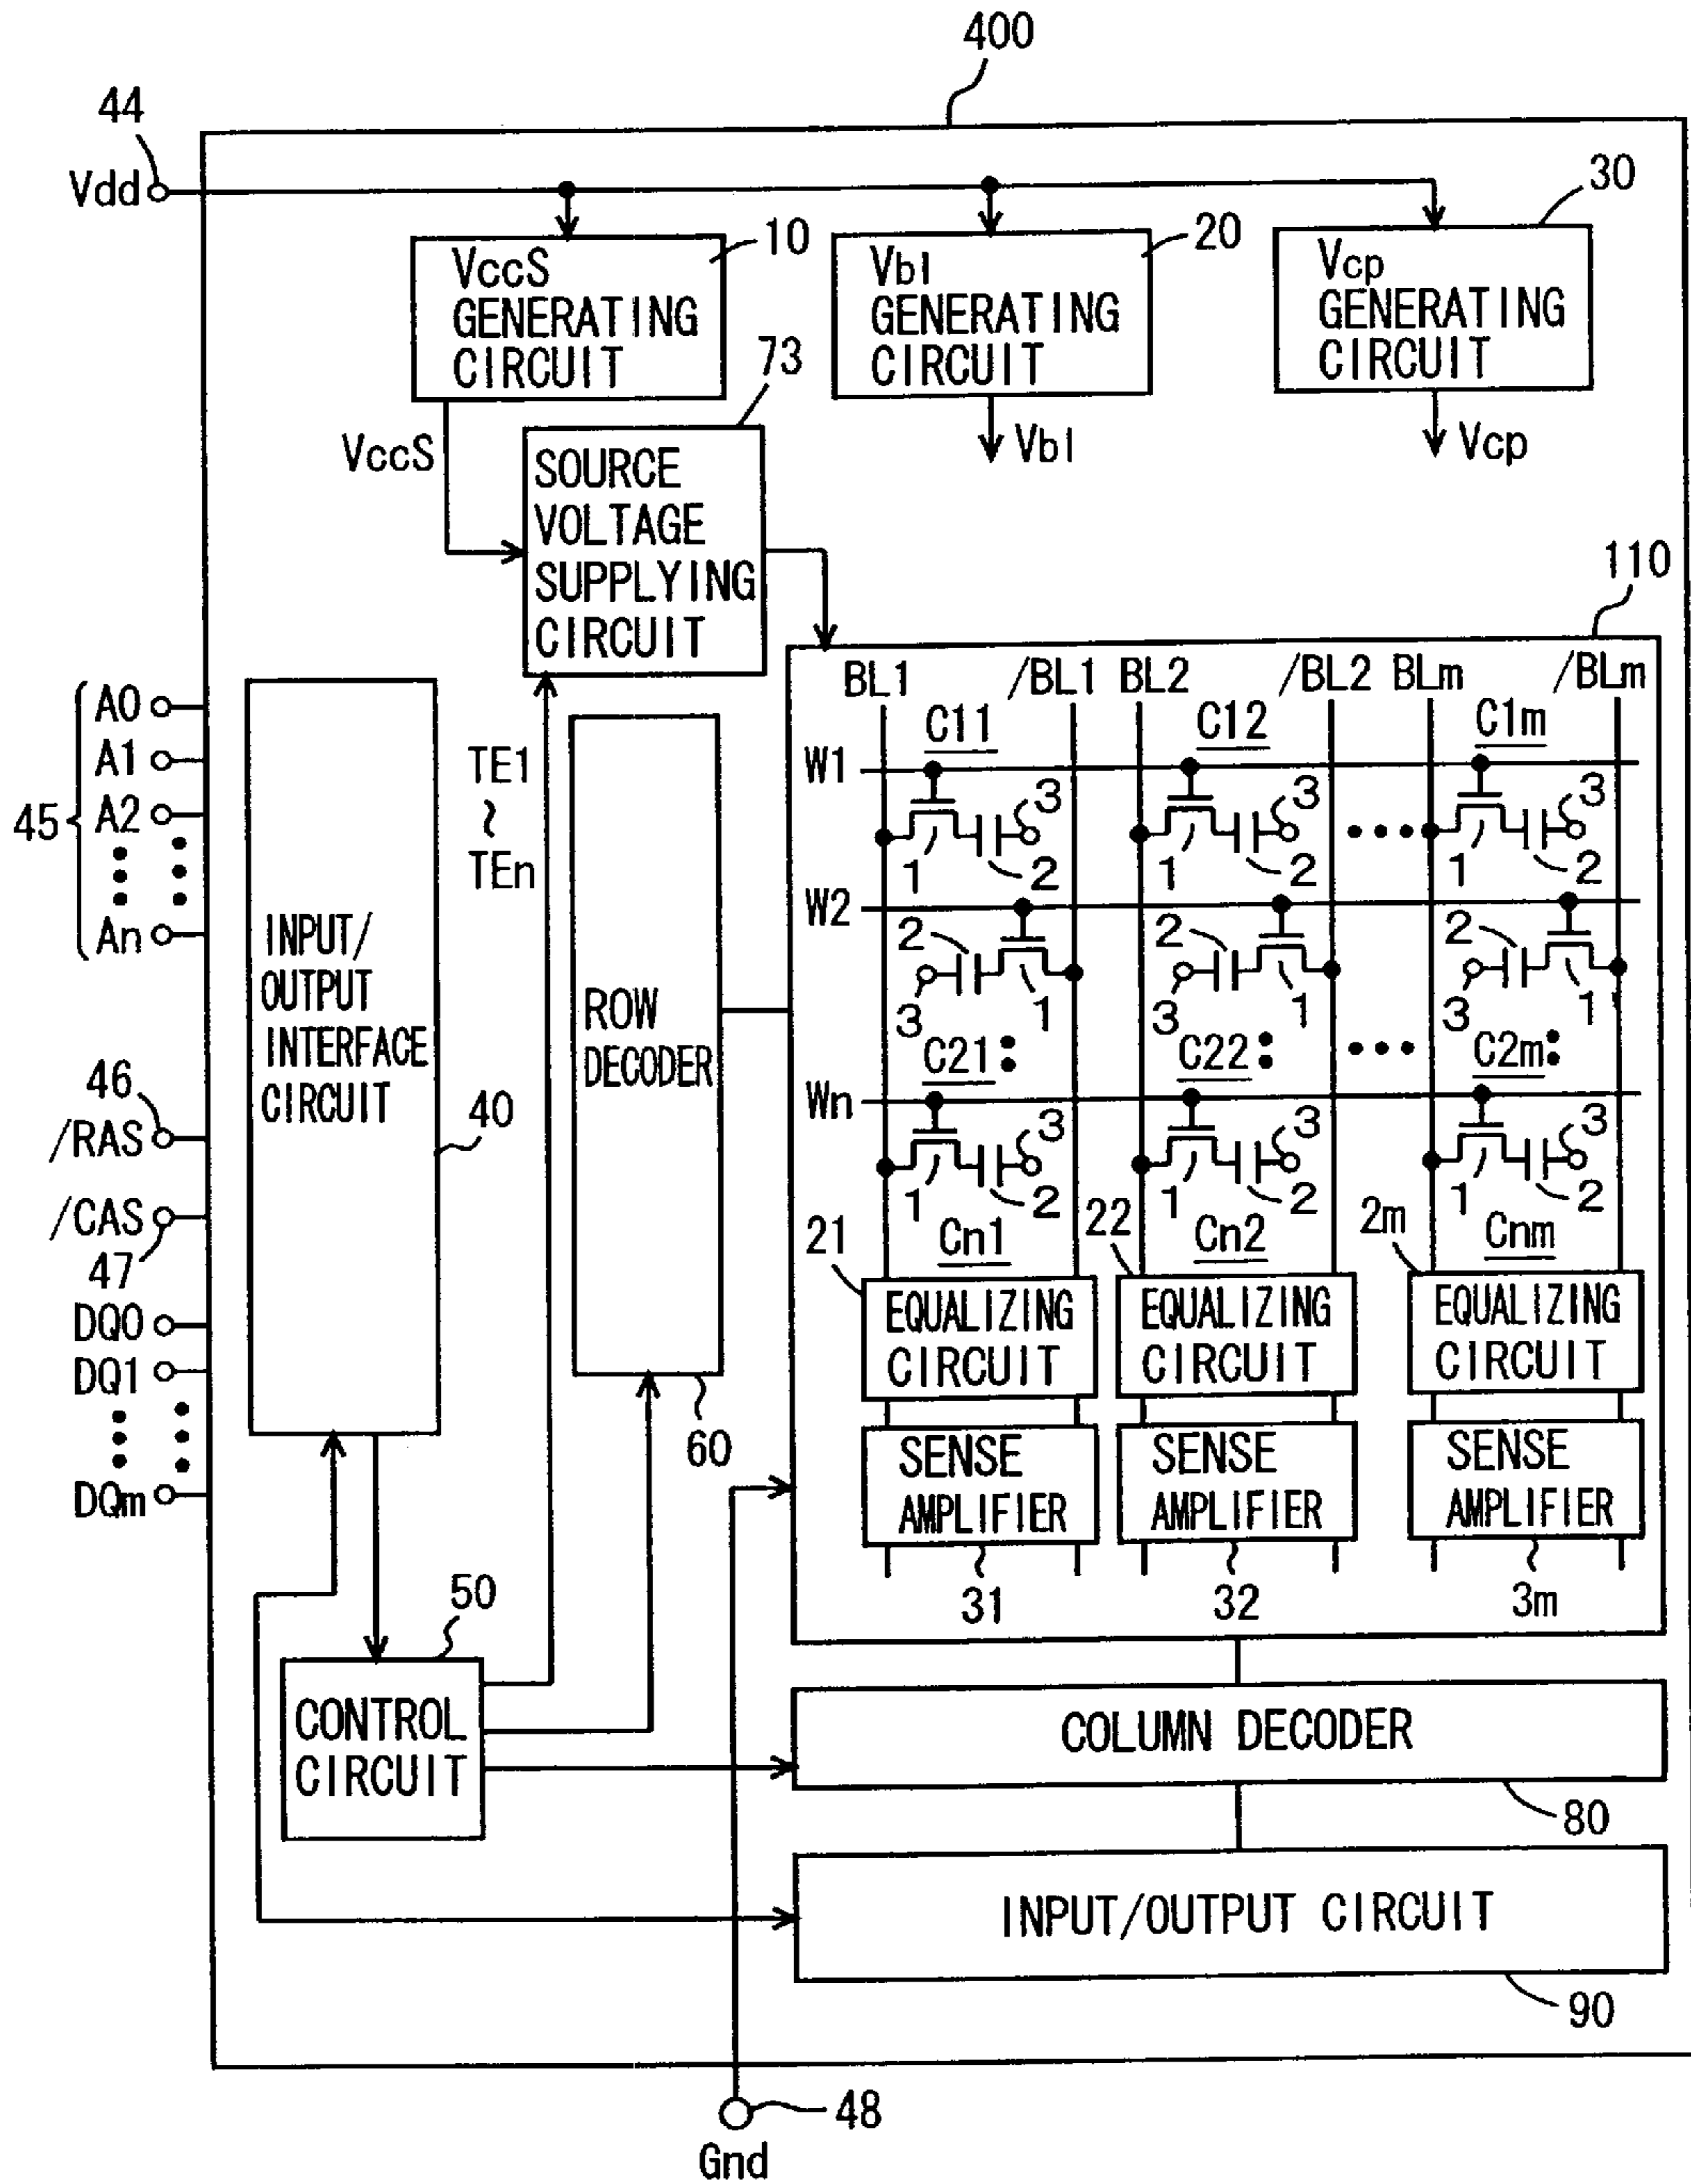 400
44
Vdd
VccS
GENERATING
CIRCUIT
10
Vbl
GENERATING
CIRCUIT
20
Vcp
GENERATING
CIRCUIT
30
VccS
73
SOURCE
VOLTAGE
SUPPLYING
CIRCUIT
Vbl
Vcp
110
45
A0
A1
A2
An
46
/RAS
/CAS
47
DQ0
DQ1
DQm
INPUT/
OUTPUT
INTERFACE
CIRCUIT
40
TE1
~
TEn
ROW
DECODER
60
BL1 /BL1 BL2 /BL2 BLm /BLm
C11 C12 C1m
W1
3 3 3
1 2 1 2 1 2
W2
2 2 2
3 1 3 1 3 1
C21 C22 C2m
Wn
3 3 3
1 2 1 2 1 2
21 Cn1 22 Cn2 2m Cnm
EQUALIZING
CIRCUIT
EQUALIZING
CIRCUIT
EQUALIZING
CIRCUIT
SENSE
AMPLIFIER
SENSE
AMPLIFIER
SENSE
AMPLIFIER
31 32 3m
50
CONTROL
CIRCUIT
COLUMN DECODER
80
INPUT/OUTPUT CIRCUIT
90
48
Gnd